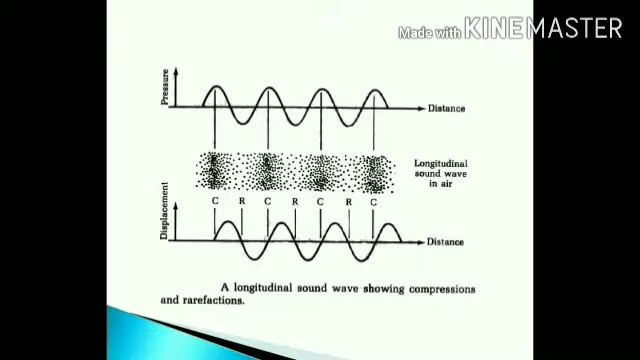 Made with KINEMASTER
Pressure
Distance
Longitudinal
sound wave
in air
C R C R C R C
Displacement
Distance
A longitudinal sound wave showing compressions
and rarefactions.